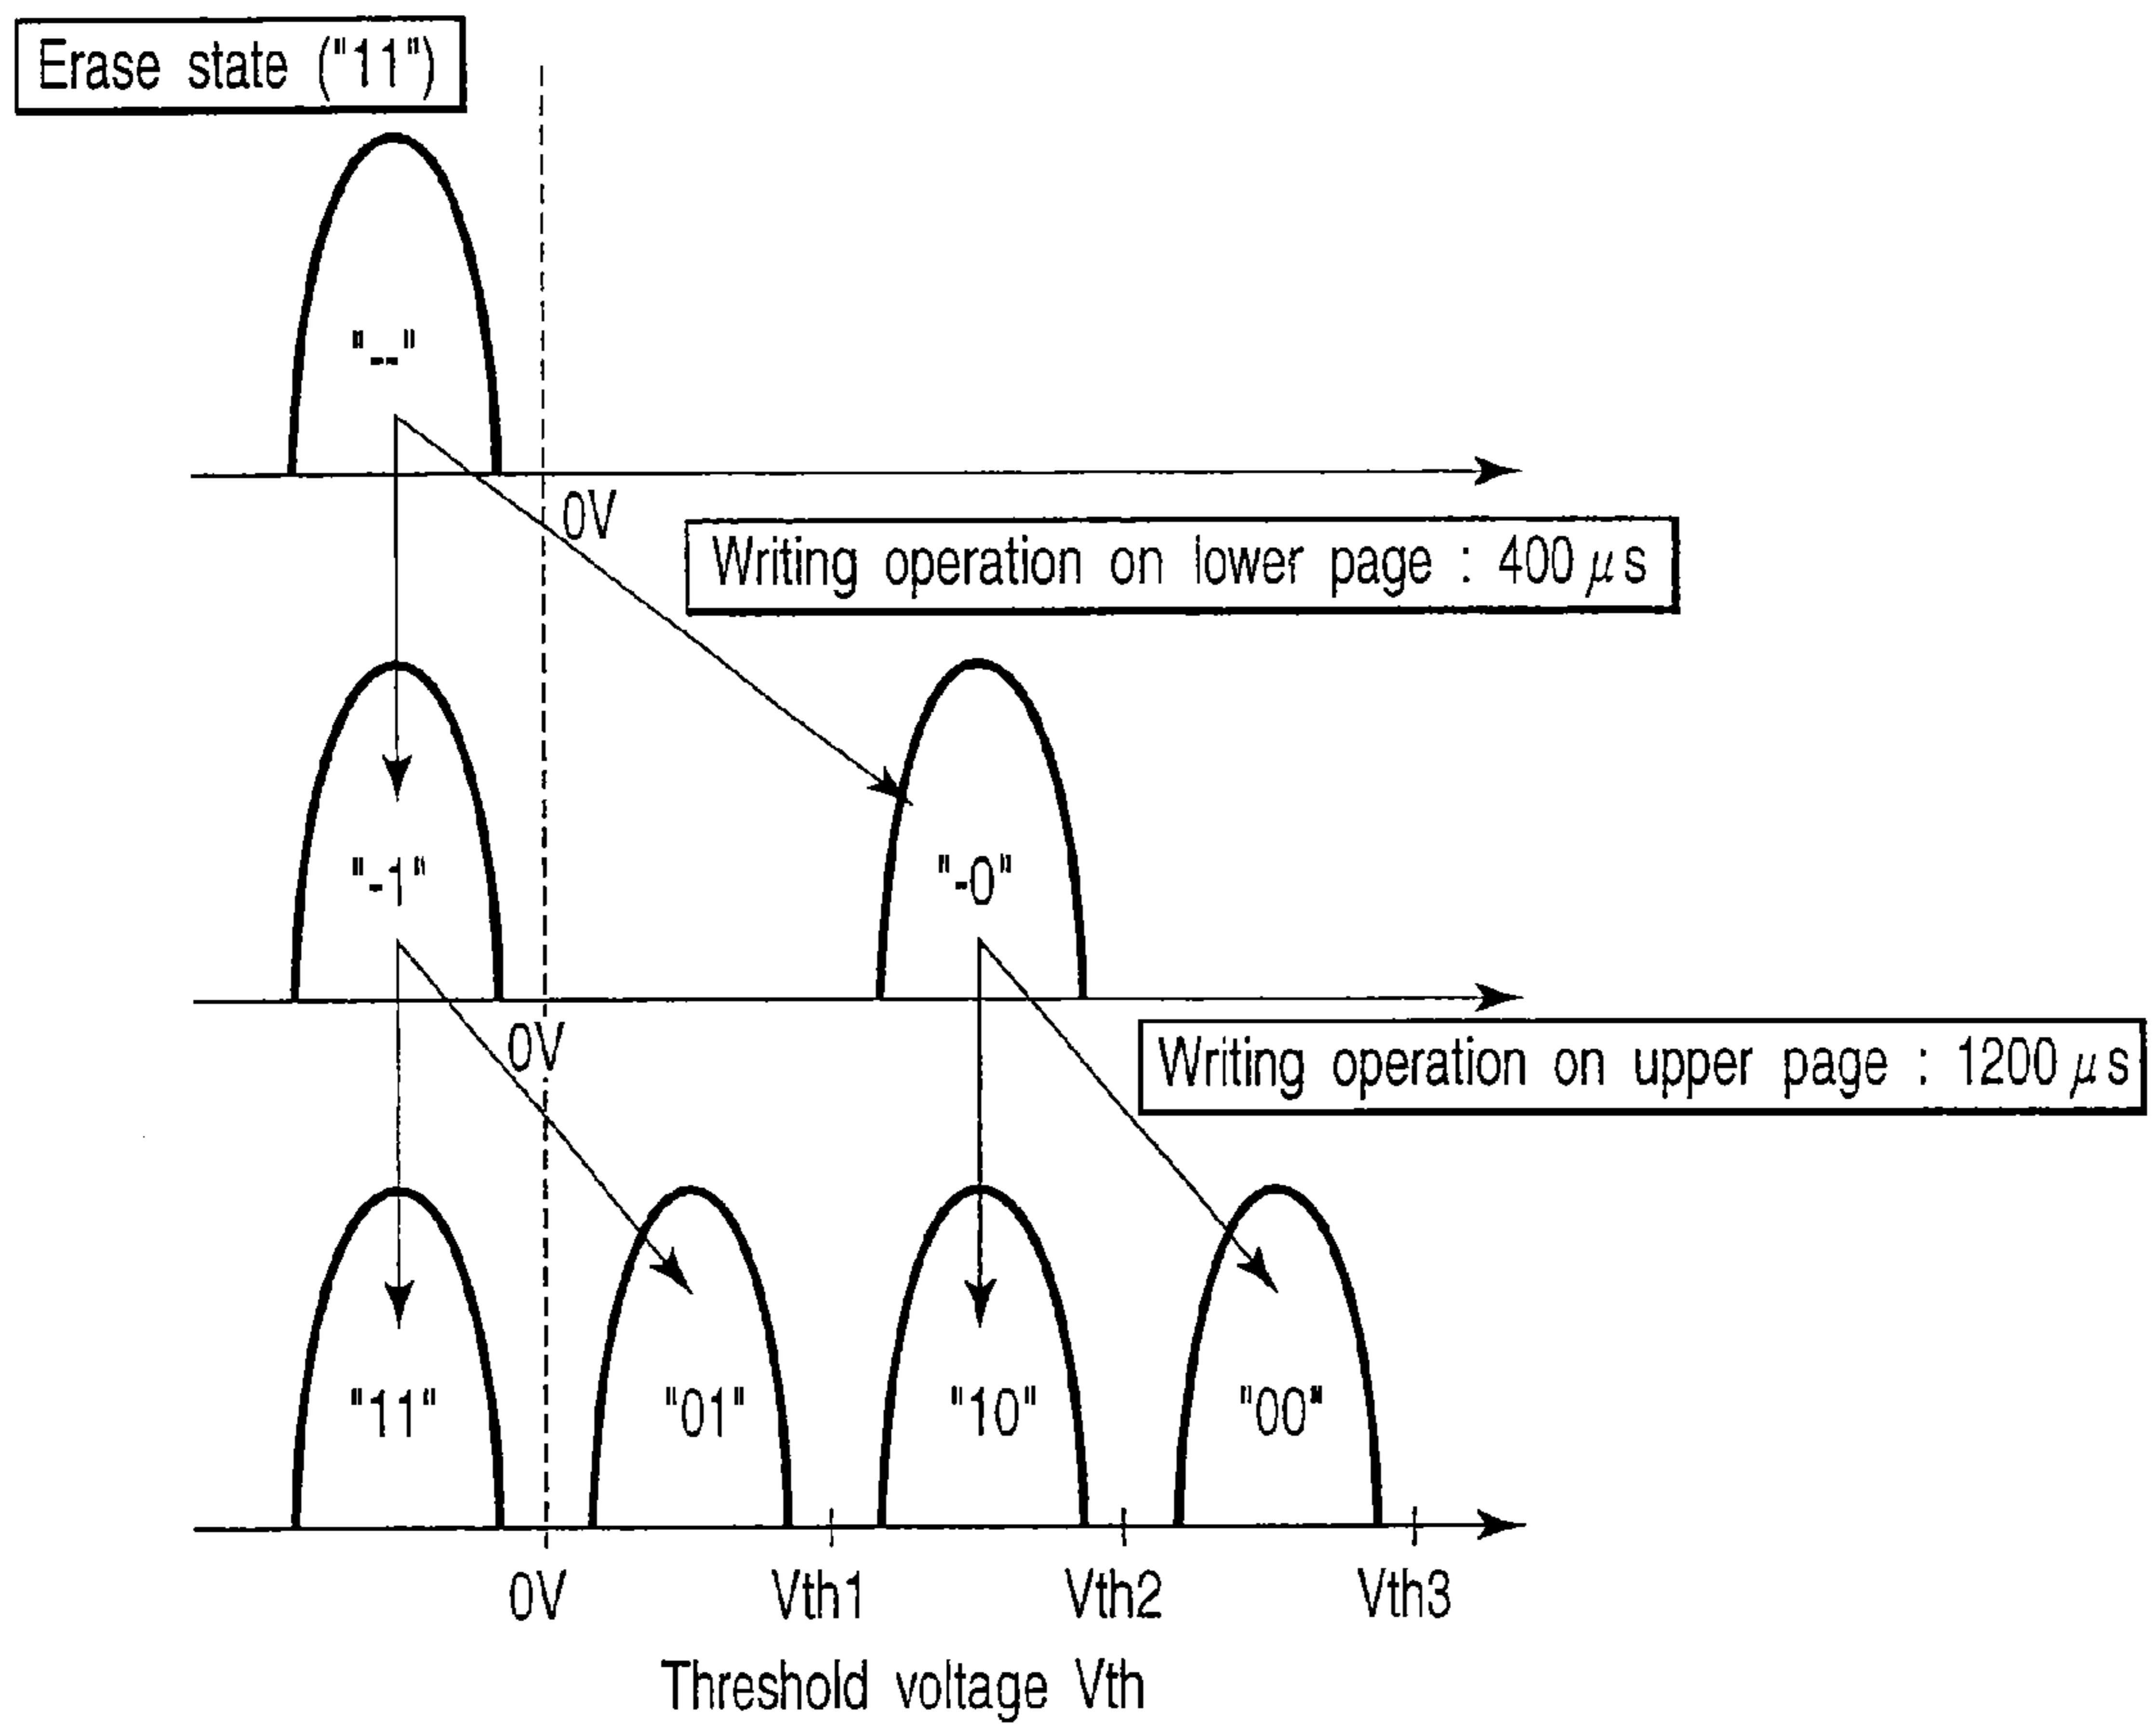 Erase state ("11")
"--"
0V
Writing operation on lower page : 400 μs
"-1"
"-0"
0V
Writing operation on upper page : 1200 μs
"11"
"01"
"10"
"00"
0V
Vth1
Vth2
Vth3
Threshold voltage Vth